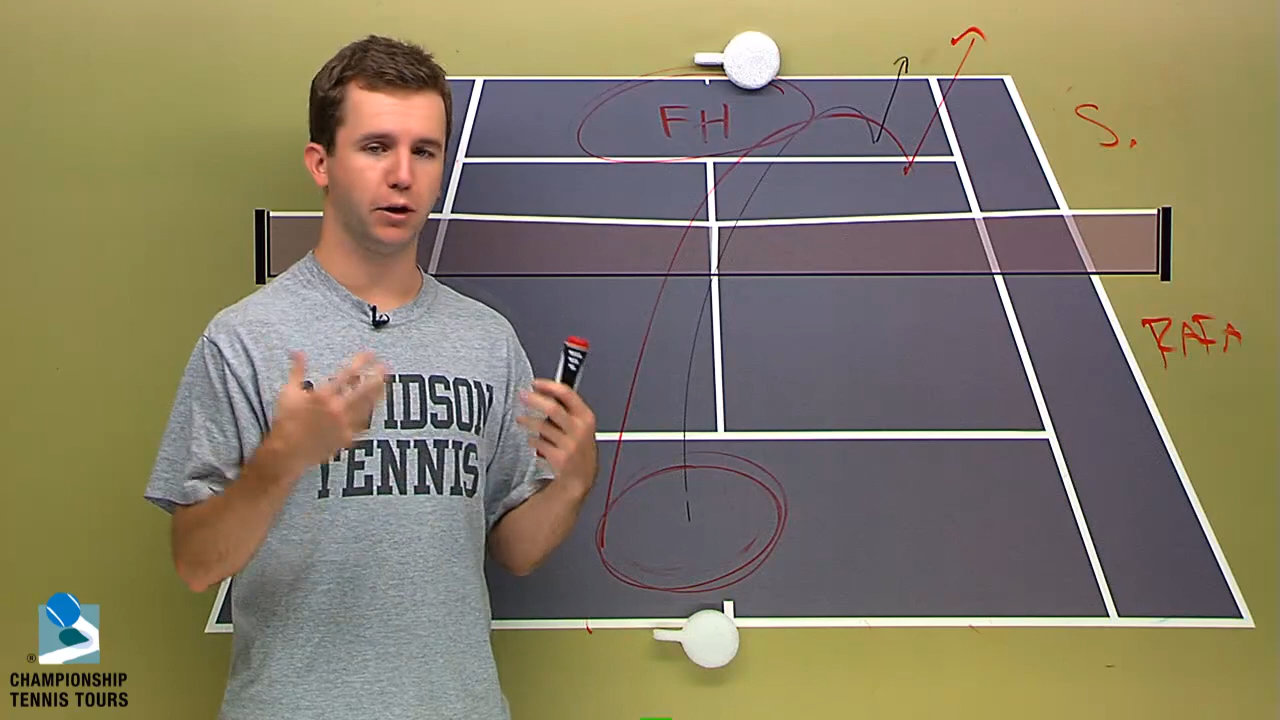 FH
S.
RAFA
DAVIDSON
TENNIS
®
CHAMPIONSHIP
TENNIS TOURS